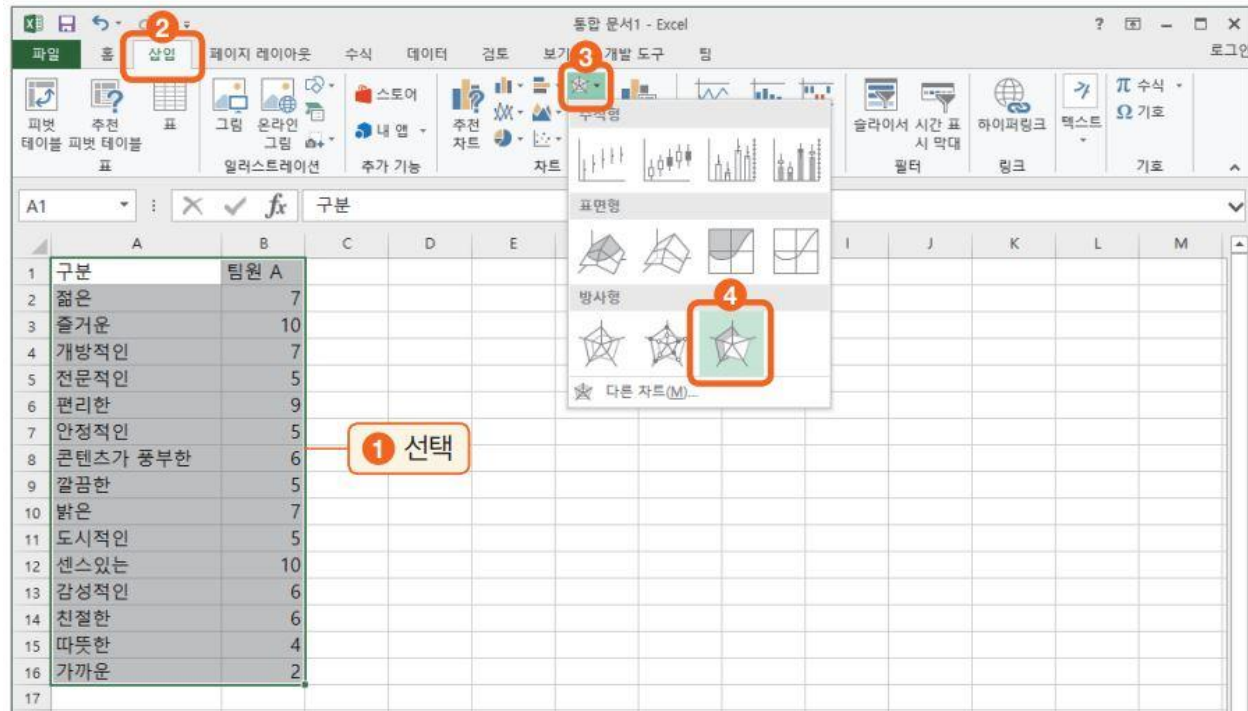 통합 문서1 - Excel
2
파일 홈 삽입 페이지 레이아웃 수식 데이터 검토 보기 개발 도구 팀 로그인
3
피벗 테이블
추천 피벗 테이블
표
표
그림
온라인 그림
일러스트레이션
스토어
내 앱
추가 기능
추천 차트
차트
슬라이서
시간 표시 막대
필터
하이퍼링크
링크
텍스트
π 수식
Ω 기호
기호
표면형
방사형
4
다른 차트(M)...
A1 fx 구분
A B C D E I J K L M
1 구분 팀원 A
2 젊은 7
3 즐거운 10
4 개방적인 7
5 전문적인 5
6 편리한 9
7 안정적인 5
8 콘텐츠가 풍부한 6
9 깔끔한 5
10 밝은 7
11 도시적인 5
12 센스있는 10
13 감성적인 6
14 친절한 6
15 따뜻한 4
16 가까운 2
17
1 선택